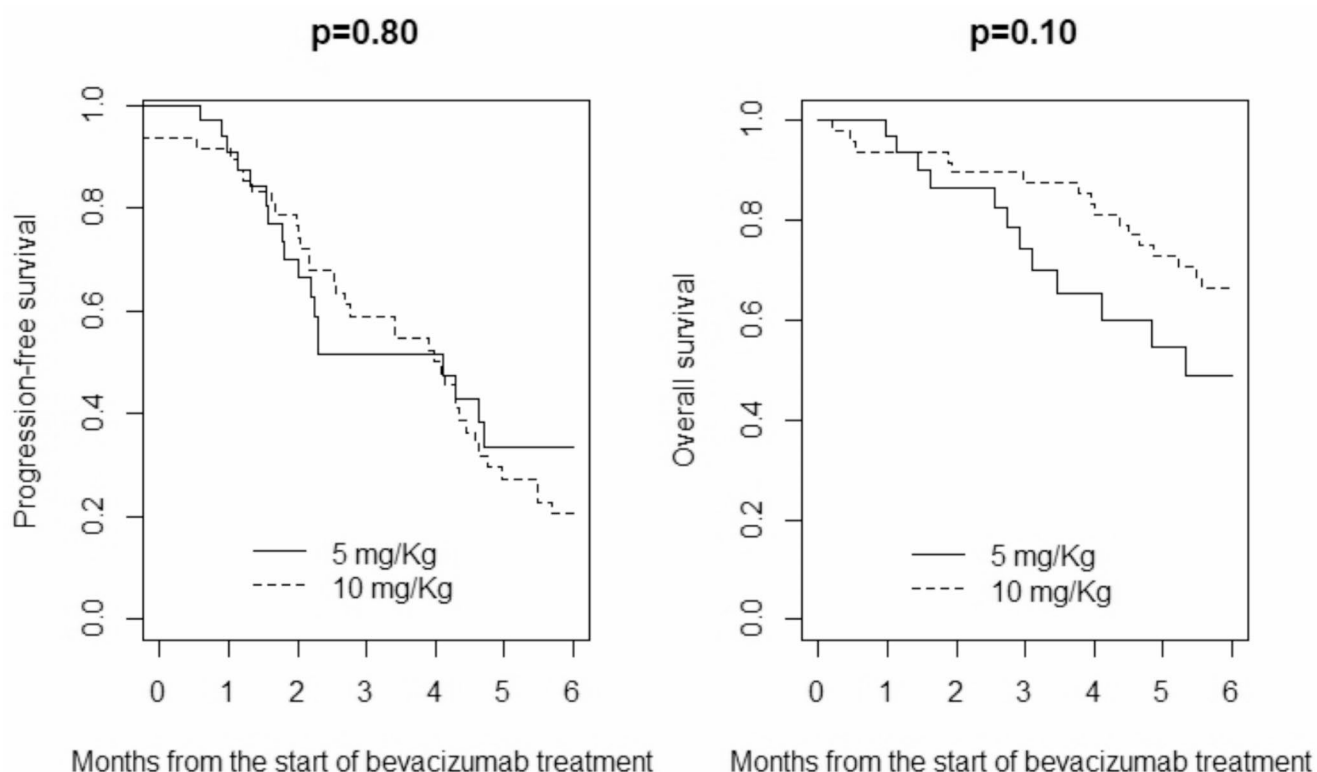 p=0.80
Progression-free survival
1.0
0.8
0.6
0.4
0.2
0.0
5 mg/Kg
10 mg/Kg
0 1 2 3 4 5 6
Months from the start of bevacizumab treatment
p=0.10
Overall survival
1.0
0.8
0.6
0.4
0.2
0.0
5 mg/Kg
10 mg/Kg
0 1 2 3 4 5 6
Months from the start of bevacizumab treatment